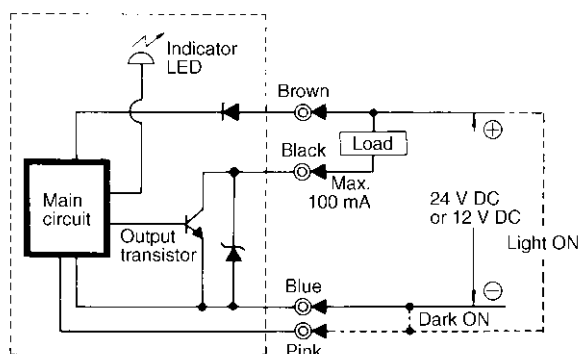 Indicator
LED
Brown
Load
Black
Max.
100 mA
Main
circuit
Output
transistor
24 V DC
or 12 V DC
Light ON
Blue
Dark ON
Pink